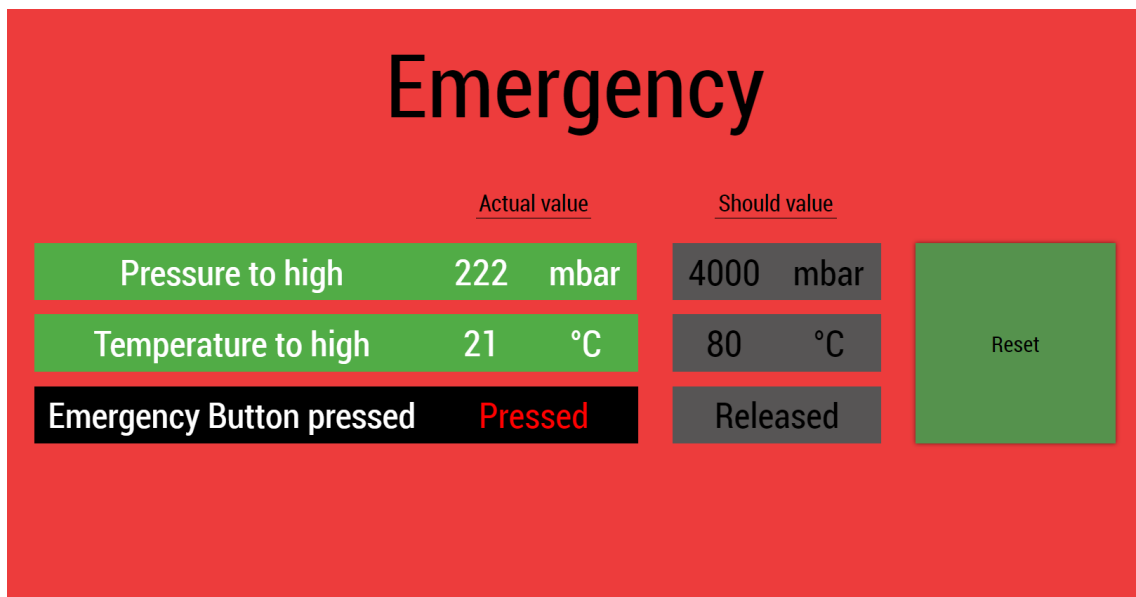 Emergency
Actual value Should value
Pressure to high 222 mbar 4000 mbar
Temperature to high 21 °C 80 °C Reset
Emergency Button pressed Pressed Released